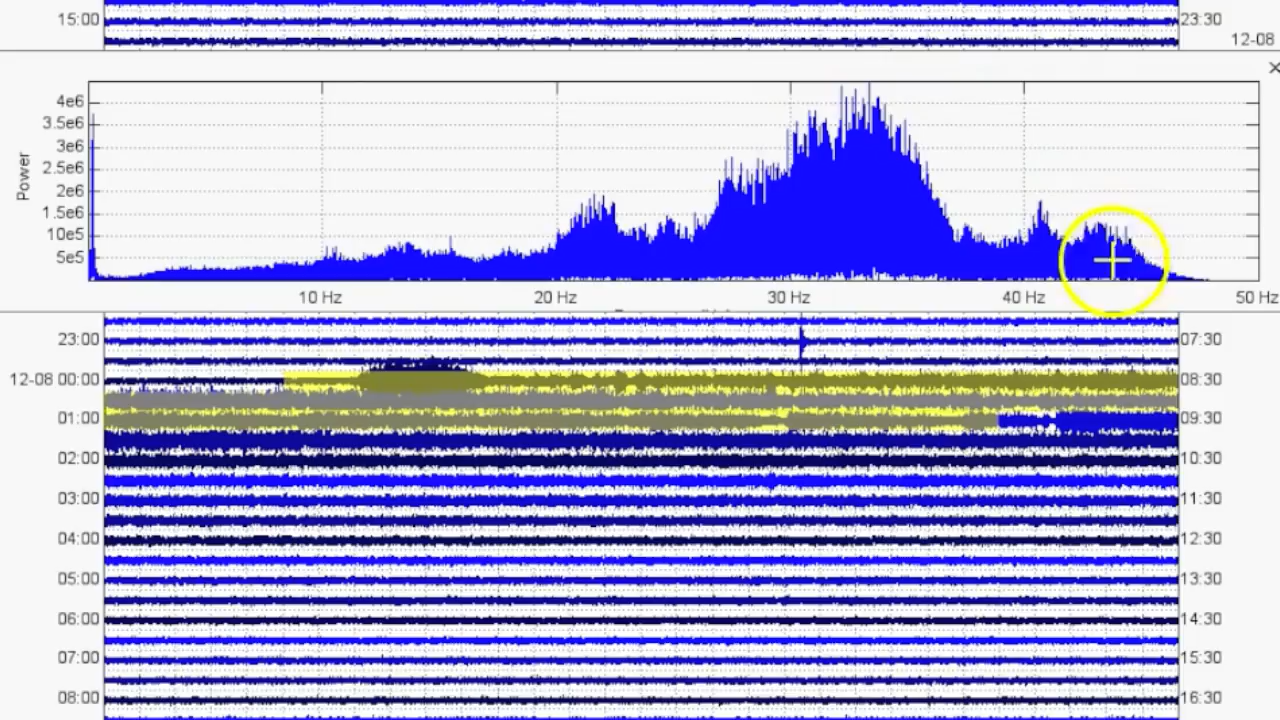 15:00 23:30
12-08
×
4e6
3.5e6
3e6
2.5e6
2e6
1.5e6
10e5
5e5
Power
10 Hz 20 Hz 30 Hz 40 Hz 50 Hz
23:00 07:30
12-08 00:00 08:30
01:00 09:30
02:00 10:30
03:00 11:30
04:00 12:30
05:00 13:30
06:00 14:30
07:00 15:30
08:00 16:30